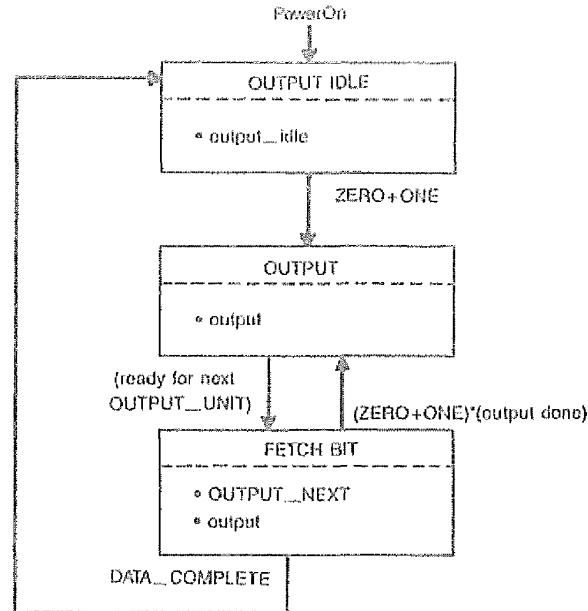 PowerOn
OUTPUT IDLE
• output_idle
ZERO+ONE
OUTPUT
• output
(ready for next
OUTPUT_UNIT)
(ZERO+ONE)*(output done)
FETCH BIT
• OUTPUT_NEXT
• output
DATA_COMPLETE